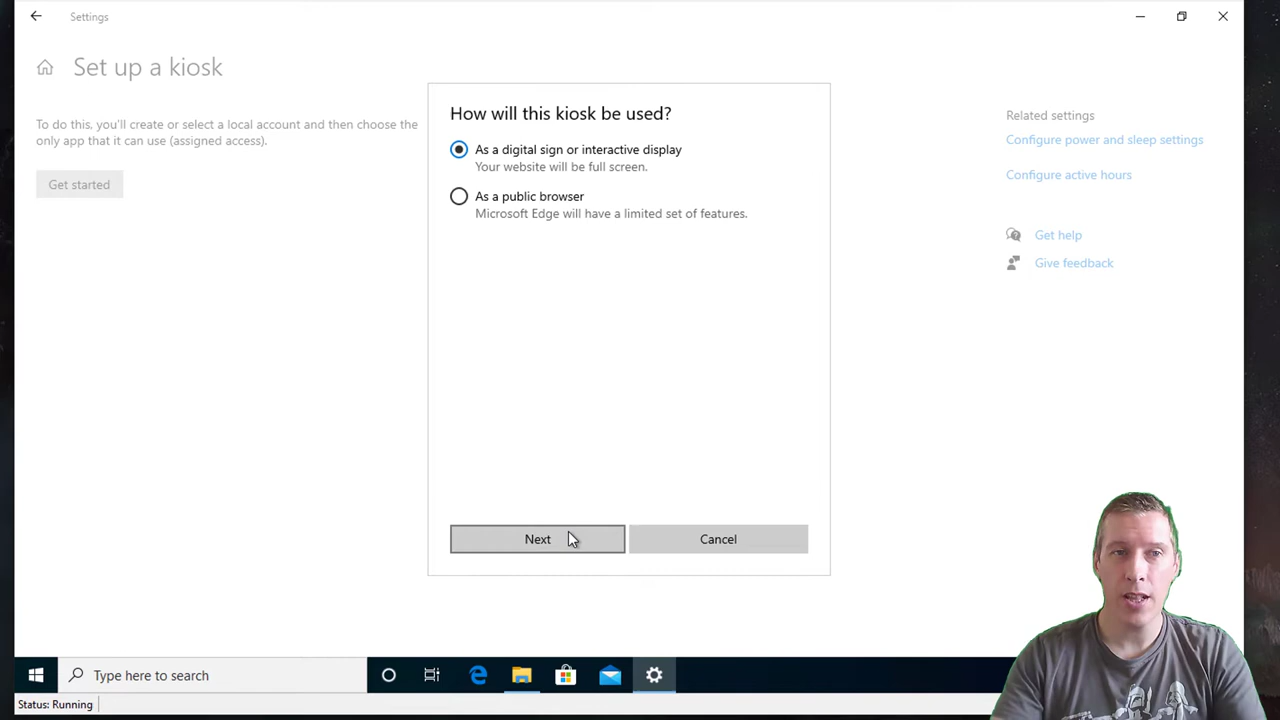 Settings
Set up a kiosk
To do this, you'll create or select a local account and then choose the
only app that it can use (assigned access).
Get started
How will this kiosk be used?
As a digital sign or interactive display
Your website will be full screen.
As a public browser
Microsoft Edge will have a limited set of features.
Next
Cancel
Related settings
Configure power and sleep settings
Configure active hours
Get help
Give feedback
Type here to search
Status: Running